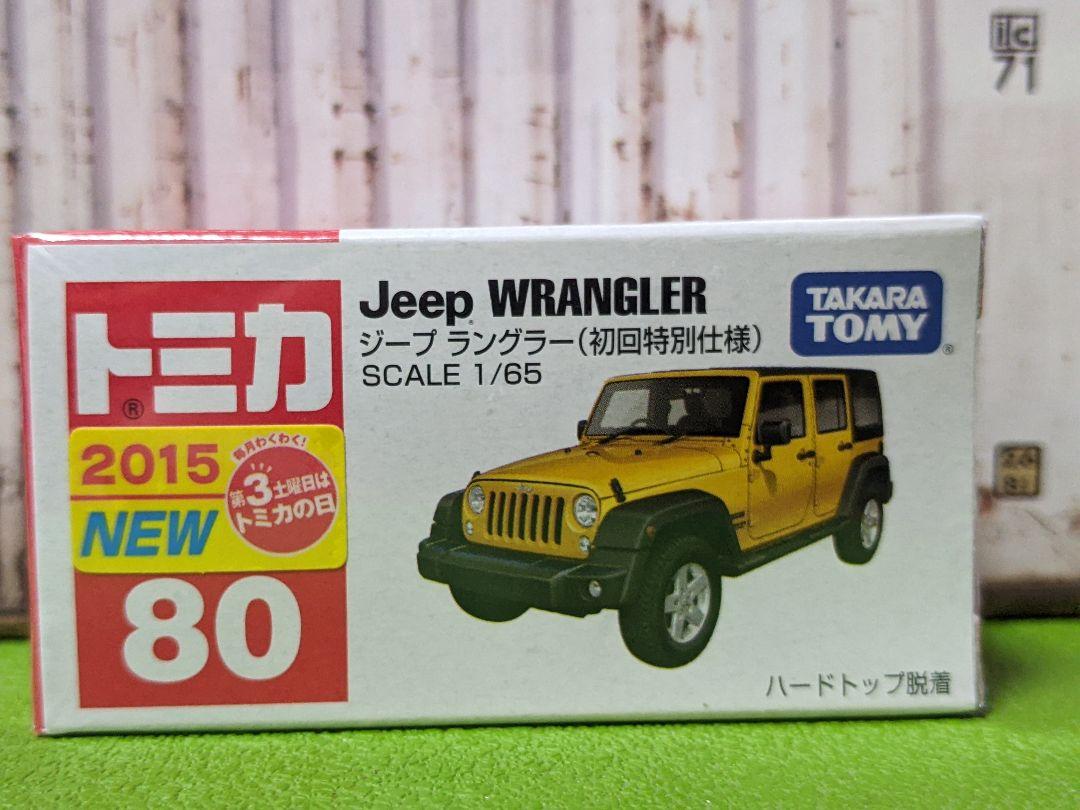 トミカ
®
2015
NEW
毎月わくわく!
第3土曜日は
トミカの日
80
Jeep® WRANGLER
ジープ ラングラー(初回特別仕様)
SCALE 1/65
TAKARA
TOMY
®
ハードトップ脱着
ilc
71